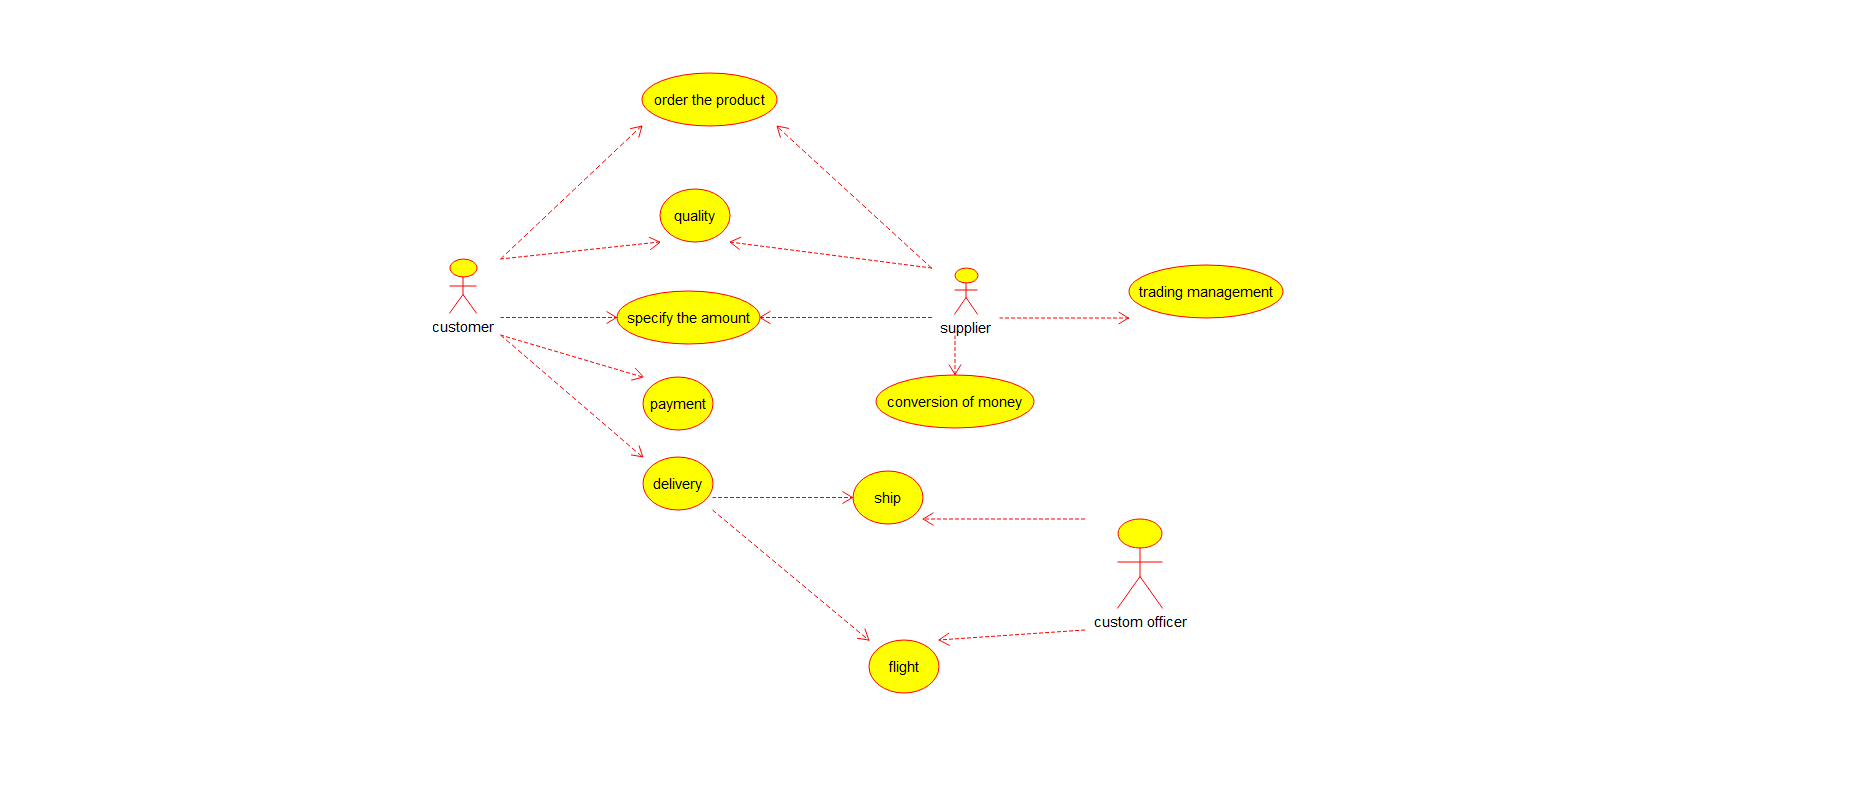 order the product
quality
customer
specify the amount
supplier
trading management
payment
conversion of money
delivery
ship
custom officer
flight